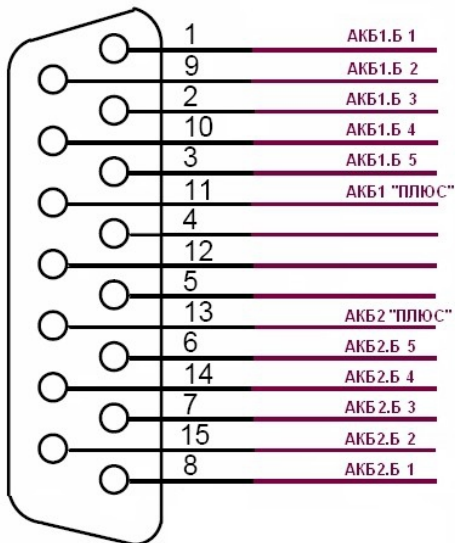 1 АКБ1.Б 1
9 АКБ1.Б 2
2 АКБ1.Б 3
10 АКБ1.Б 4
3 АКБ1.Б 5
11 АКБ1 "ПЛЮС"
4
12
5
13 АКБ2 "ПЛЮС"
6 АКБ2.Б 5
14 АКБ2.Б 4
7 АКБ2.Б 3
15 АКБ2.Б 2
8 АКБ2.Б 1